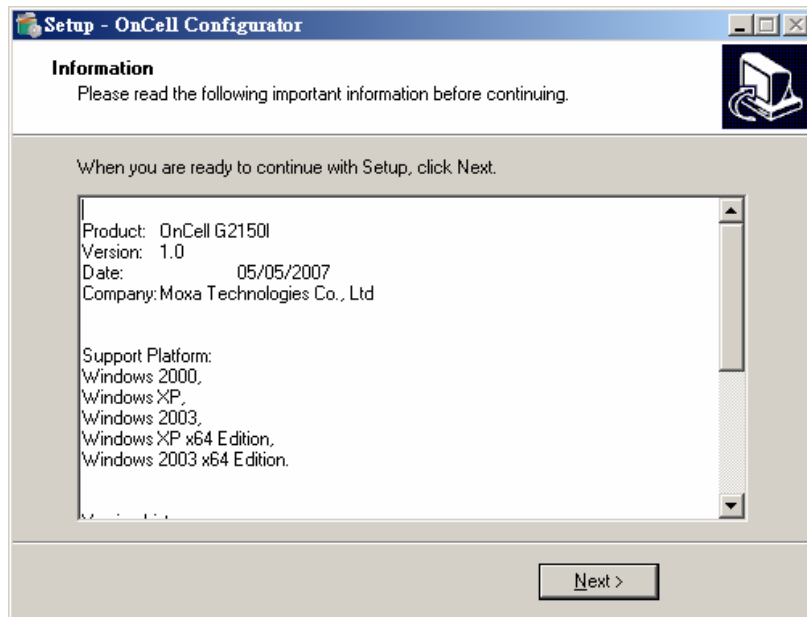 Setup - OnCell Configurator
Information
Please read the following important information before continuing.
When you are ready to continue with Setup, click Next.
Product: OnCell G2150I
Version: 1.0
Date: 05/05/2007
Company:Moxa Technologies Co., Ltd
Support Platform:
Windows 2000,
Windows XP,
Windows 2003,
Windows XP x64 Edition,
Windows 2003 x64 Edition.
Next >